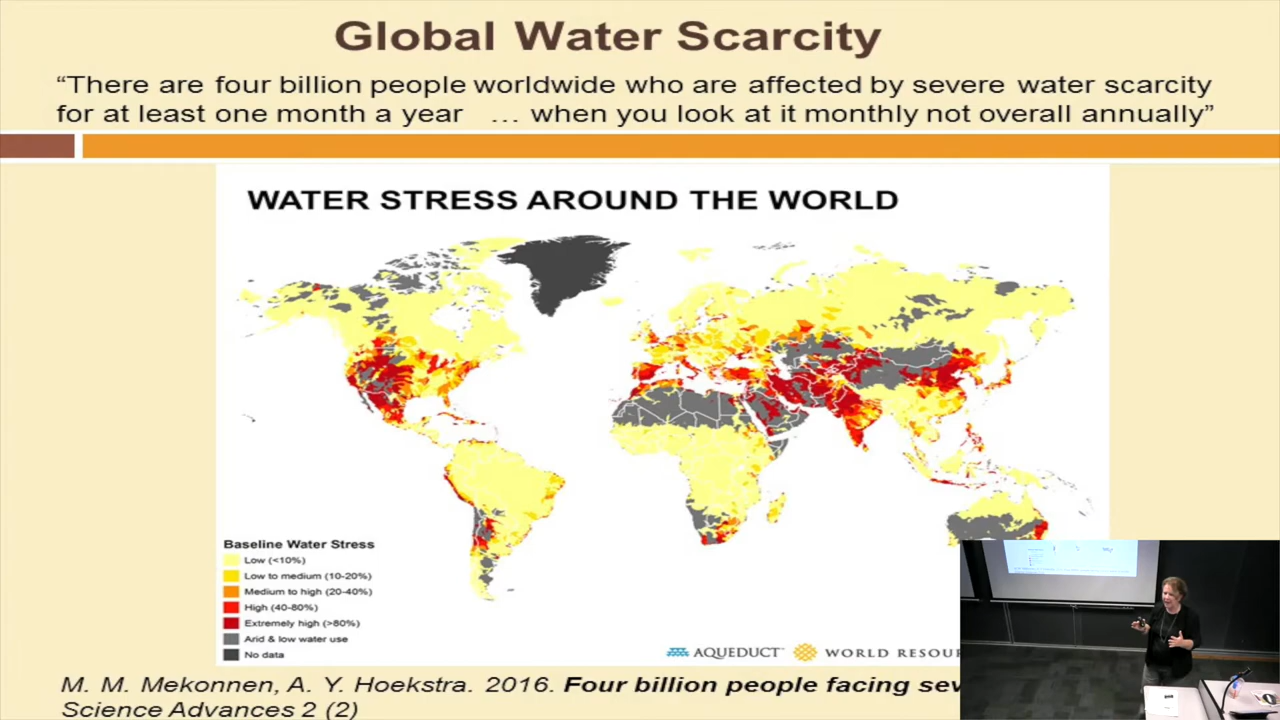 Global Water Scarcity
“There are four billion people worldwide who are affected by severe water scarcity
for at least one month a year ... when you look at it monthly not overall annually”
WATER STRESS AROUND THE WORLD
Baseline Water Stress
Low (<10%)
Low to medium (10-20%)
Medium to high (20-40%)
High (40-80%)
Extremely high (>80%)
Arid & low water use
No data
AQUEDUCT WORLD
M. M. Mekonnen, A. Y. Hoekstra. 2016. Four billion people facing
Science Advances 2 (2)